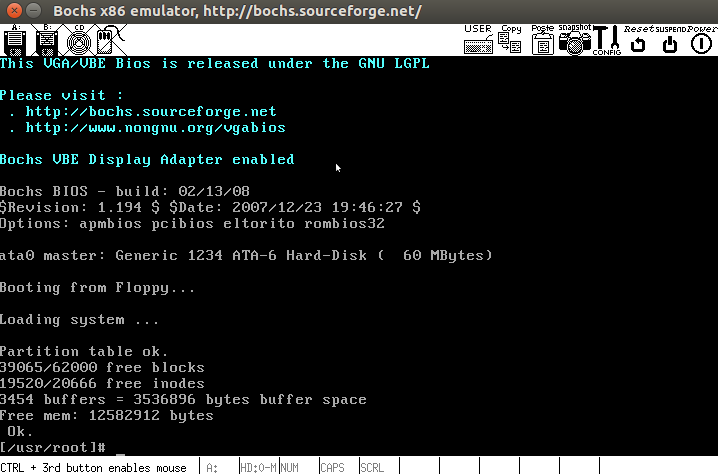 Bochs x86 emulator, http://bochs.sourceforge.net/
A: B: CD USER Copy Paste snapshot CONFIG Reset SUSPEND Power
This VGA/VBE Bios is released under the GNU LGPL
Please visit :
. http://bochs.sourceforge.net
. http://www.nongnu.org/vgabios
Bochs VBE Display Adapter enabled
Bochs BIOS - build: 02/13/08
$Revision: 1.194 $ $Date: 2007/12/23 19:46:27 $
Options: apmbios pcibios eltorito rombios32
ata0 master: Generic 1234 ATA-6 Hard-Disk (  60 MBytes)
Booting from Floppy...
Loading system ...
Partition table ok.
39065/62000 free blocks
19520/20666 free inodes
3454 buffers = 3536896 bytes buffer space
Free mem: 12582912 bytes
Ok.
[/usr/root]# _
CTRL + 3rd button enables mouse A: HD:0-M NUM CAPS SCRL